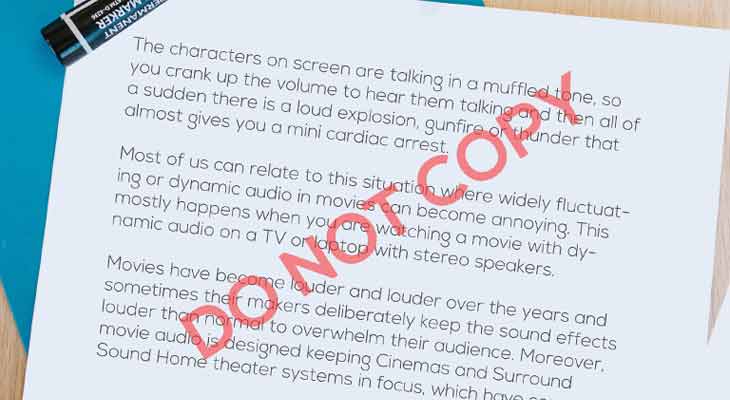 PERMANENT
MARKER
The characters on screen are talking in a muffled tone, so
you crank up the volume to hear them talking and then all of
a sudden there is a loud explosion, gunfire or thunder that
almost gives you a mini cardiac arrest.
Most of us can relate to this situation where widely fluctuat-
ing or dynamic audio in movies can become annoying. This
mostly happens when you are watching a movie with dy-
namic audio on a TV or laptop with stereo speakers.
Movies have become louder and louder over the years and
sometimes their makers deliberately keep the sound effects
louder than normal to overwhelm their audience. Moreover,
movie audio is designed keeping Cinemas and Surround
Sound Home theater systems in focus, which have
DO NOT COPY